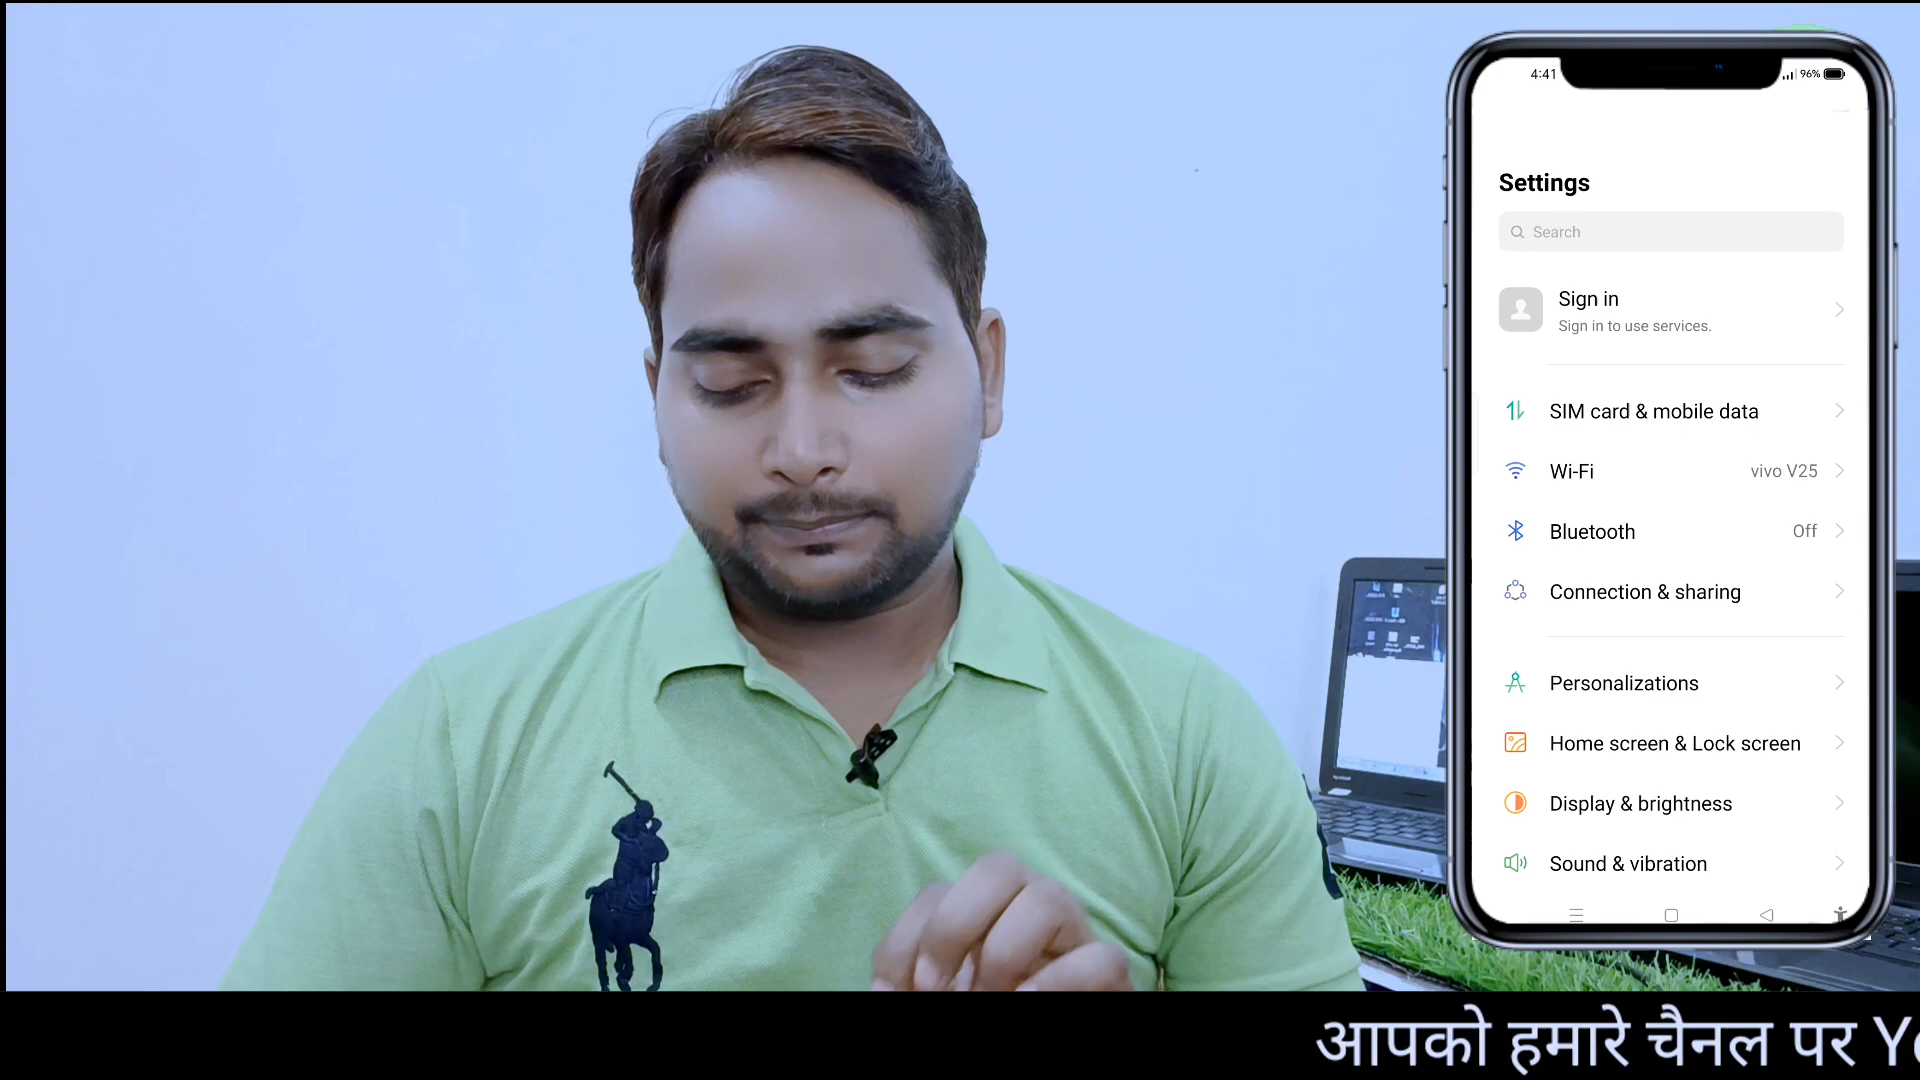 4:41
96%
Settings
Search
Sign in
Sign in to use services.
SIM card & mobile data
Wi-Fi
vivo V25
Bluetooth
Off
Connection & sharing
Personalizations
Home screen & Lock screen
Display & brightness
Sound & vibration
आपको हमारे चैनल पर